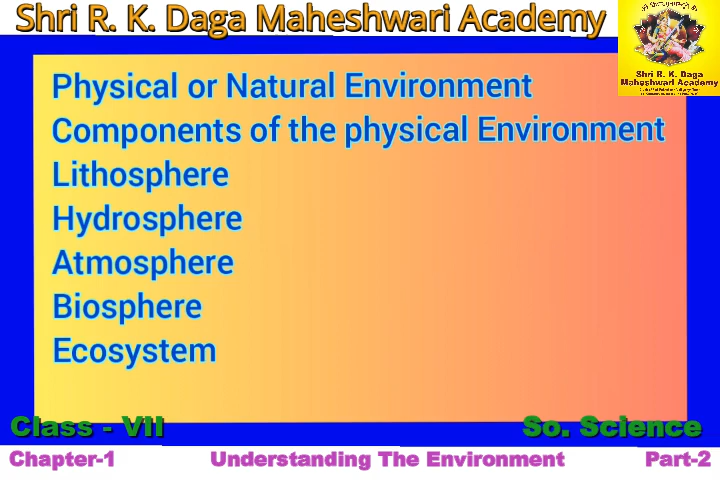 Shri R. K. Daga Maheshwari Academy
Shri R. K. Daga
Maheshwari Academy
Physical or Natural Environment
Components of the physical Environment
Lithosphere
Hydrosphere
Atmosphere
Biosphere
Ecosystem
Class - VII
So. Science
Chapter-1
Understanding The Environment
Part-2